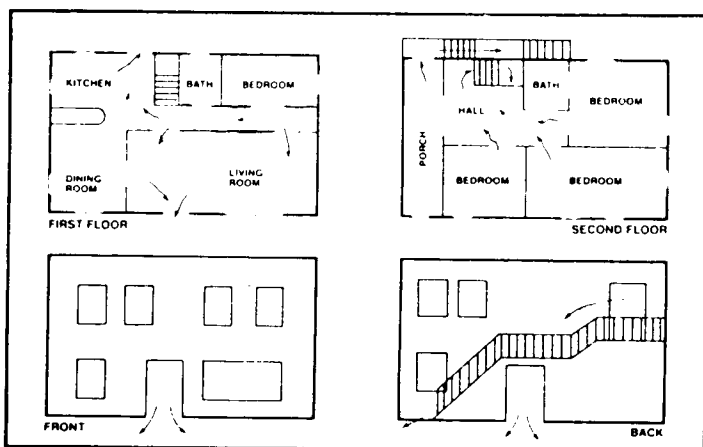 KITCHEN
BATH
BEDROOM
DINING
ROOM
LIVING
ROOM
FIRST FLOOR
PORCH
HALL
BATH
BEDROOM
BEDROOM
BEDROOM
SECOND FLOOR
FRONT
BACK